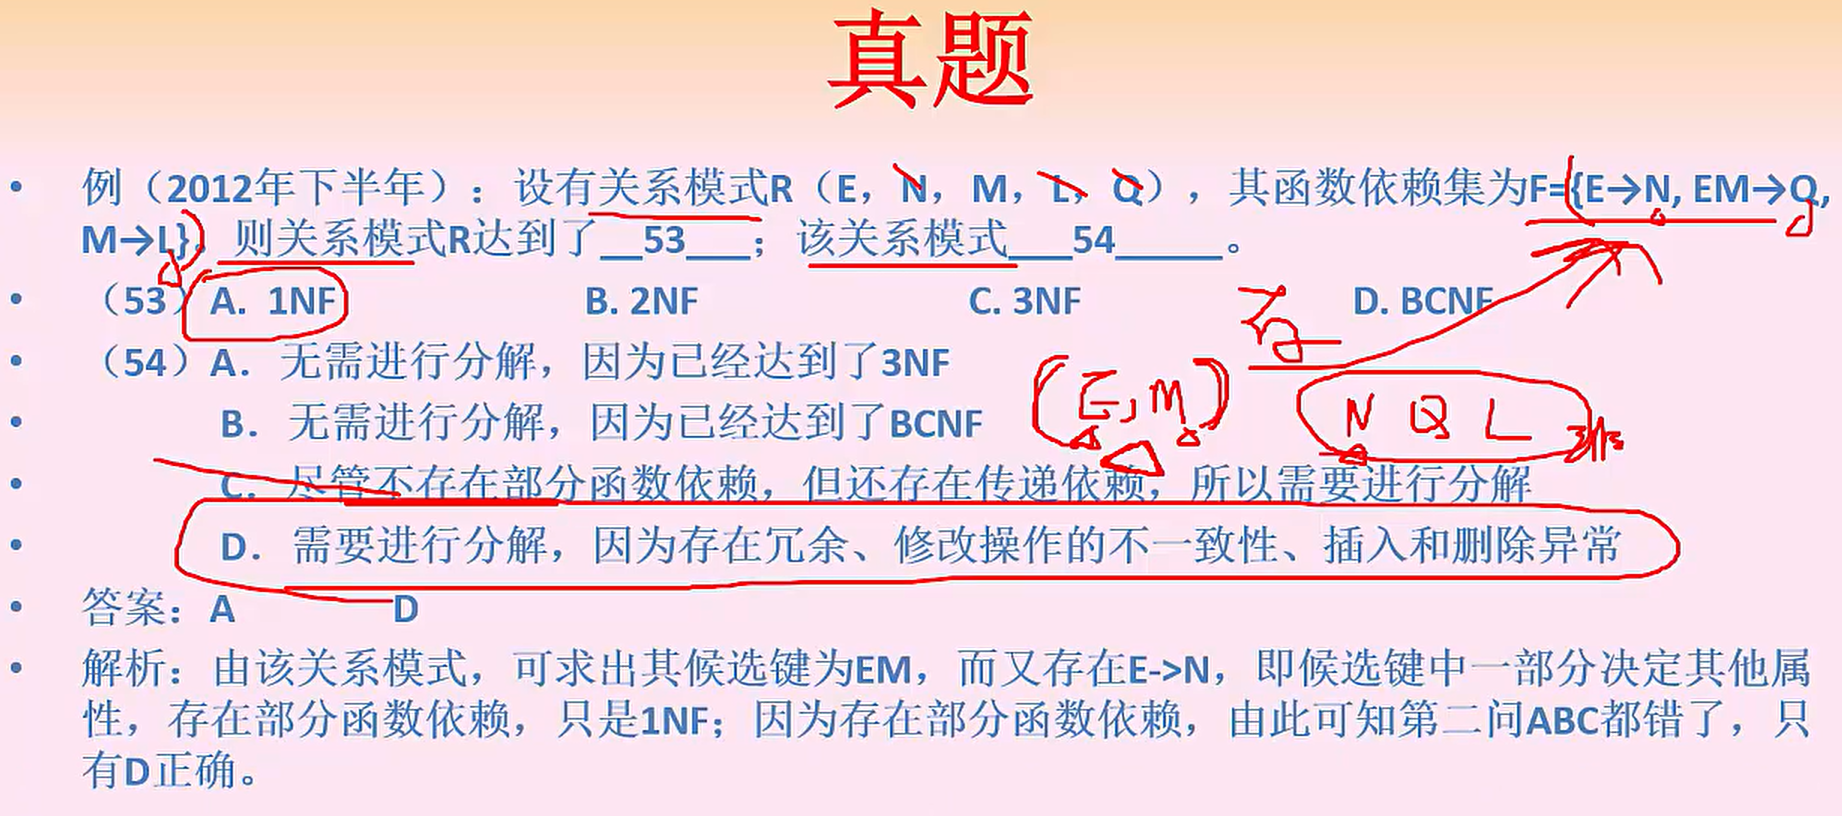 真题
• 例（2012年下半年）：设有关系模式R（E，N，M，L，Q），其函数依赖集为F={E→N, EM→Q,
M→L}，则关系模式R达到了__53___；该关系模式___54_____。
• （53）A. 1NF B. 2NF C. 3NF D. BCNF
• （54）A．无需进行分解，因为已经达到了3NF
• B．无需进行分解，因为已经达到了BCNF
(E,M) N Q L
• C．尽管不存在部分函数依赖，但还存在传递依赖，所以需要进行分解
• D．需要进行分解，因为存在冗余、修改操作的不一致性、插入和删除异常
• 答案：A D
• 解析：由该关系模式，可求出其候选键为EM，而又存在E->N，即候选键中一部分决定其他属
性，存在部分函数依赖，只是1NF；因为存在部分函数依赖，由此可知第二问ABC都错了，只
有D正确。